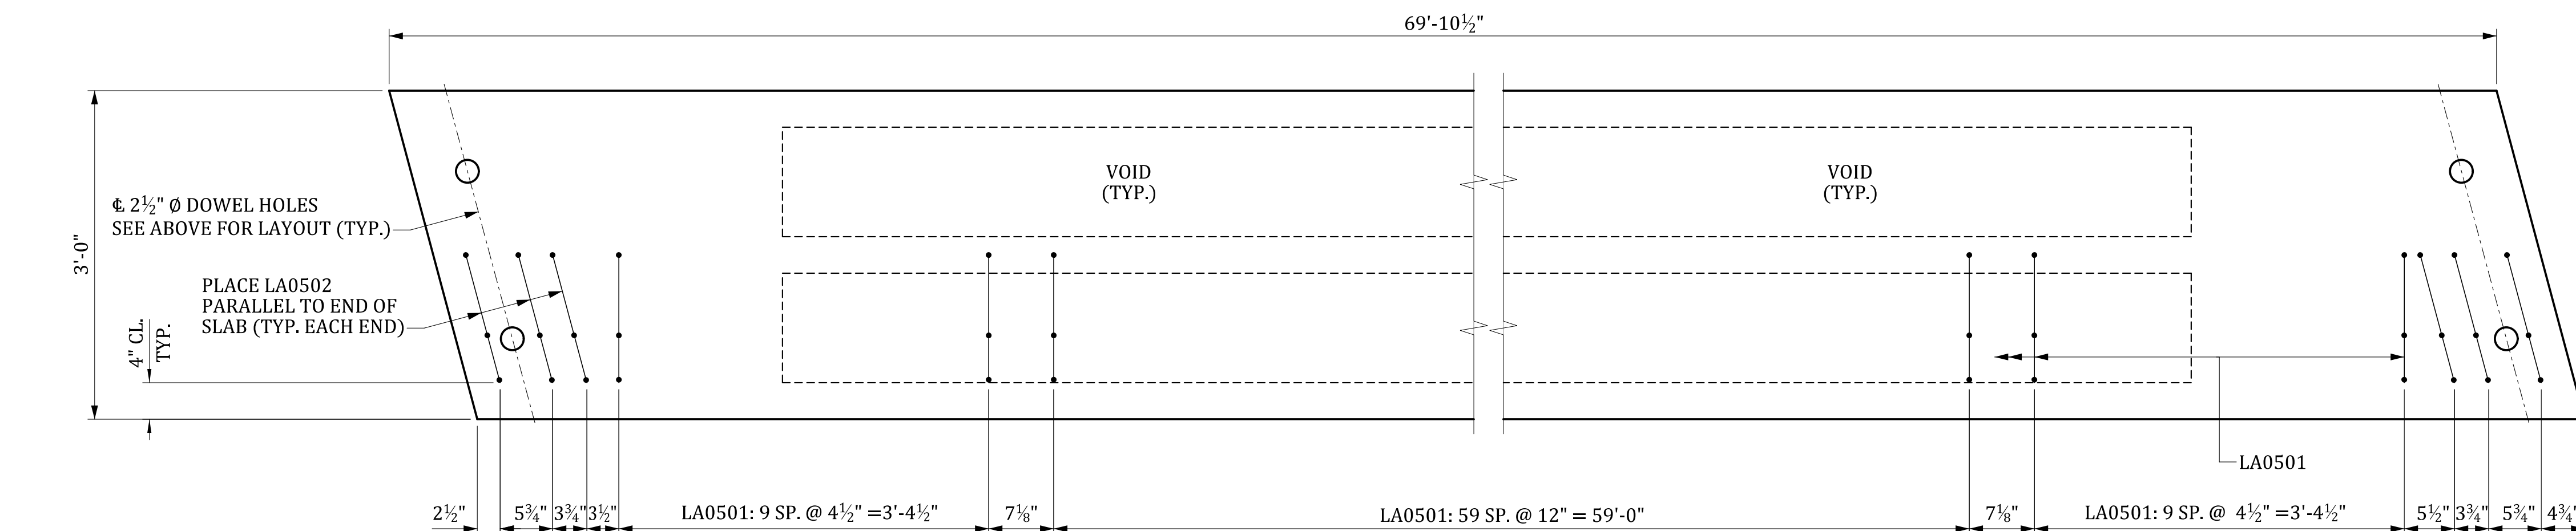 69'-10½"
VOID
(TYP.)
VOID
(TYP.)
℄ 2½" Ø DOWEL HOLES
SEE ABOVE FOR LAYOUT (TYP.)
3'-0"
PLACE LA0502
PARALLEL TO END OF
SLAB (TYP. EACH END)
4" CL.
TYP.
LA0501
2½" 5¾" 3¾" 3½" LA0501: 9 SP. @ 4½" =3'-4½" 7⅛" LA0501: 59 SP. @ 12" = 59'-0" 7⅛" LA0501: 9 SP. @ 4½"=3'-4½" 5½" 3¾" 5¾" 4¾